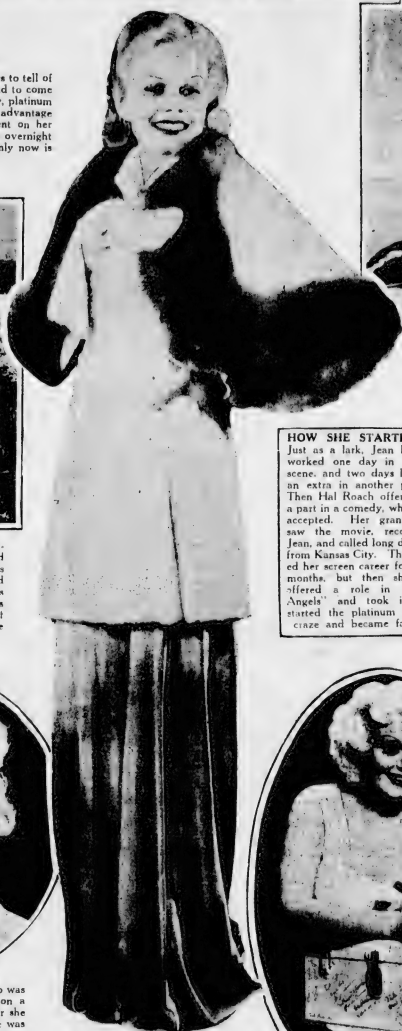 s to tell of
d to come
, platinum
advantage
nt on her
overnight
nly now is
HOW SHE STARTE
Just as a lark, Jean
worked one day in
scene, and two days
an extra in another
Then Hal Roach offer
a part in a comedy, wh
accepted. Her gran
saw the movie, reco
Jean, and called long d
from Kansas City. Th
ed her screen career fo
months, but then sh
offered a role in
Angels" and took i
started the platinum
craze and became fa
was
on a
r she
was